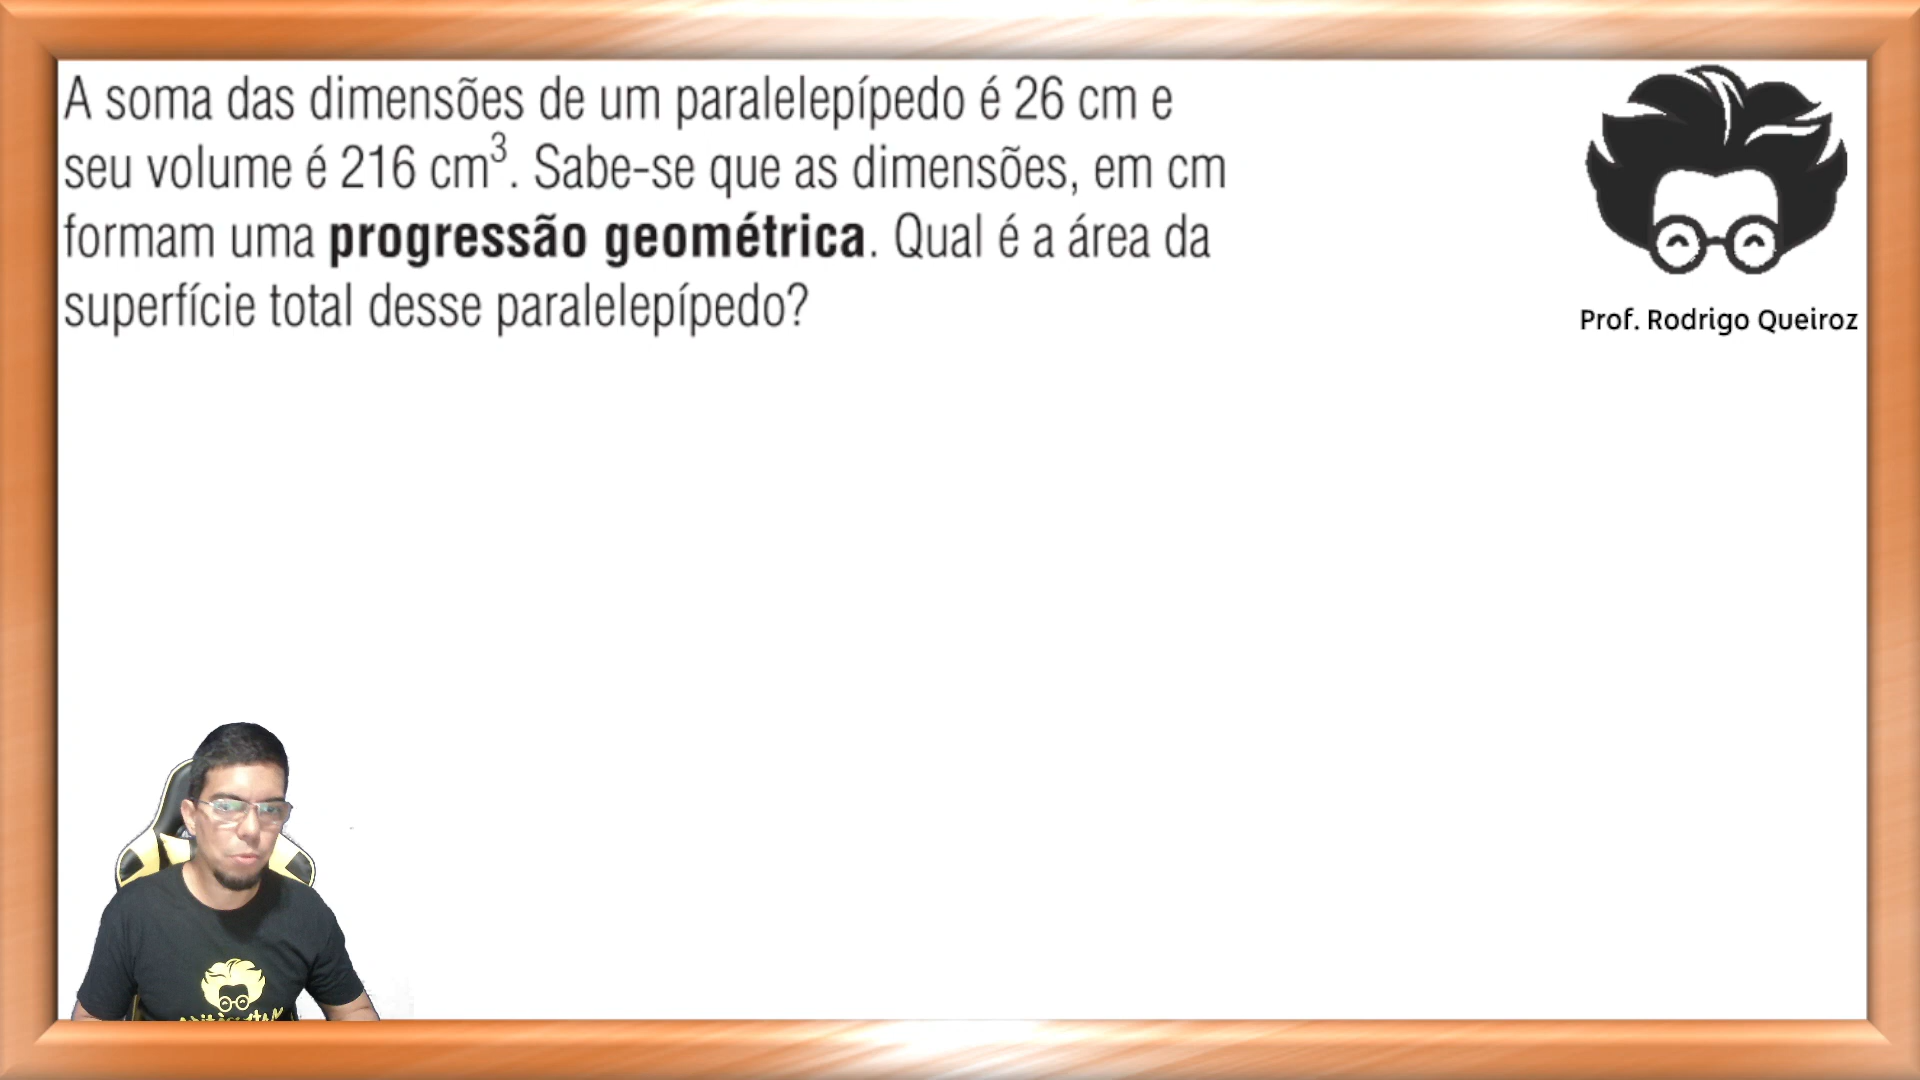 A soma das dimensões de um paralelepípedo é 26 cm e
seu volume é 216 cm³. Sabe-se que as dimensões, em cm
formam uma progressão geométrica. Qual é a área da
superfície total desse paralelepípedo?
Prof. Rodrigo Queiroz